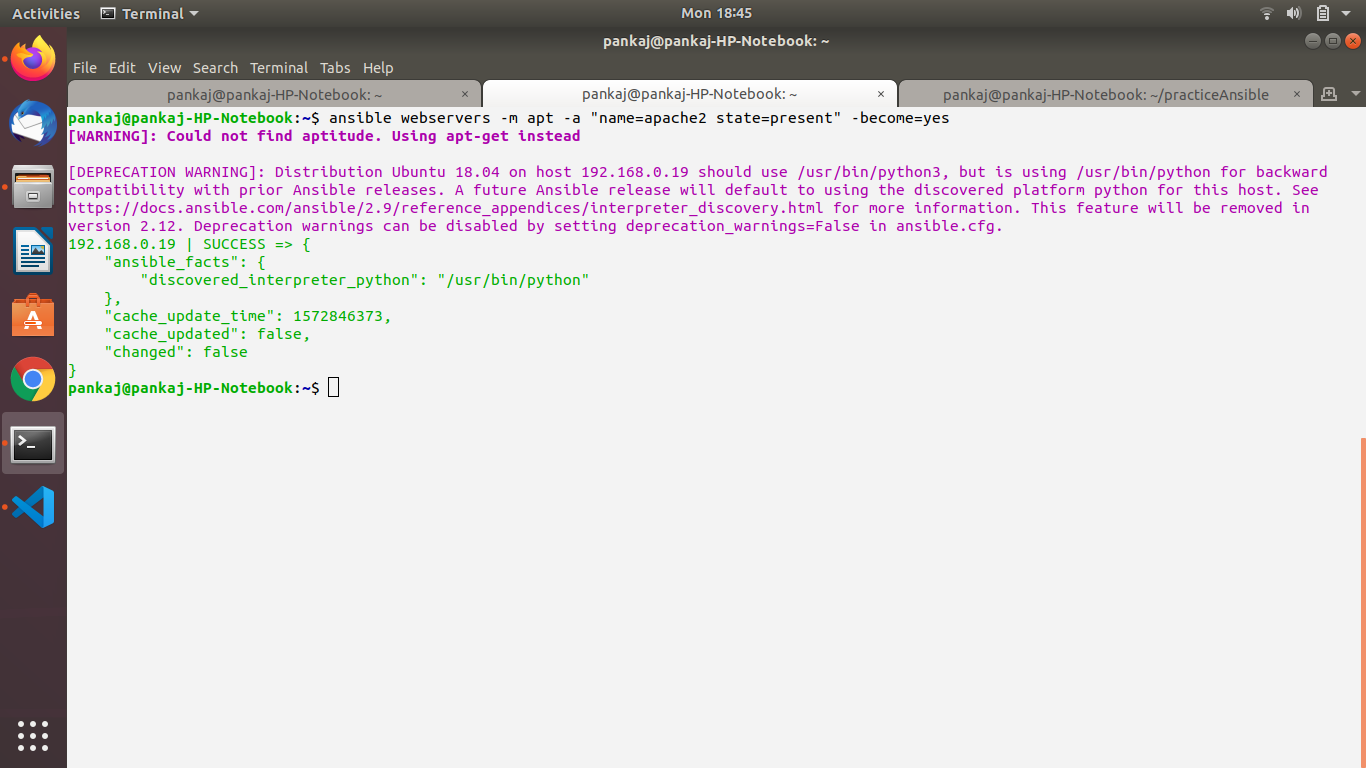 Activities Terminal Mon 18:45
pankaj@pankaj-HP-Notebook: ~
File Edit View Search Terminal Tabs Help
pankaj@pankaj-HP-Notebook: ~ × pankaj@pankaj-HP-Notebook: ~ × pankaj@pankaj-HP-Notebook: ~/practiceAnsible ×
pankaj@pankaj-HP-Notebook:~$ ansible webservers -m apt -a "name=apache2 state=present" -become=yes
[WARNING]: Could not find aptitude. Using apt-get instead
[DEPRECATION WARNING]: Distribution Ubuntu 18.04 on host 192.168.0.19 should use /usr/bin/python3, but is using /usr/bin/python for backward
compatibility with prior Ansible releases. A future Ansible release will default to using the discovered platform python for this host. See
https://docs.ansible.com/ansible/2.9/reference_appendices/interpreter_discovery.html for more information. This feature will be removed in
version 2.12. Deprecation warnings can be disabled by setting deprecation_warnings=False in ansible.cfg.
192.168.0.19 | SUCCESS => {
    "ansible_facts": {
        "discovered_interpreter_python": "/usr/bin/python"
    },
    "cache_update_time": 1572846373,
    "cache_updated": false,
    "changed": false
}
pankaj@pankaj-HP-Notebook:~$